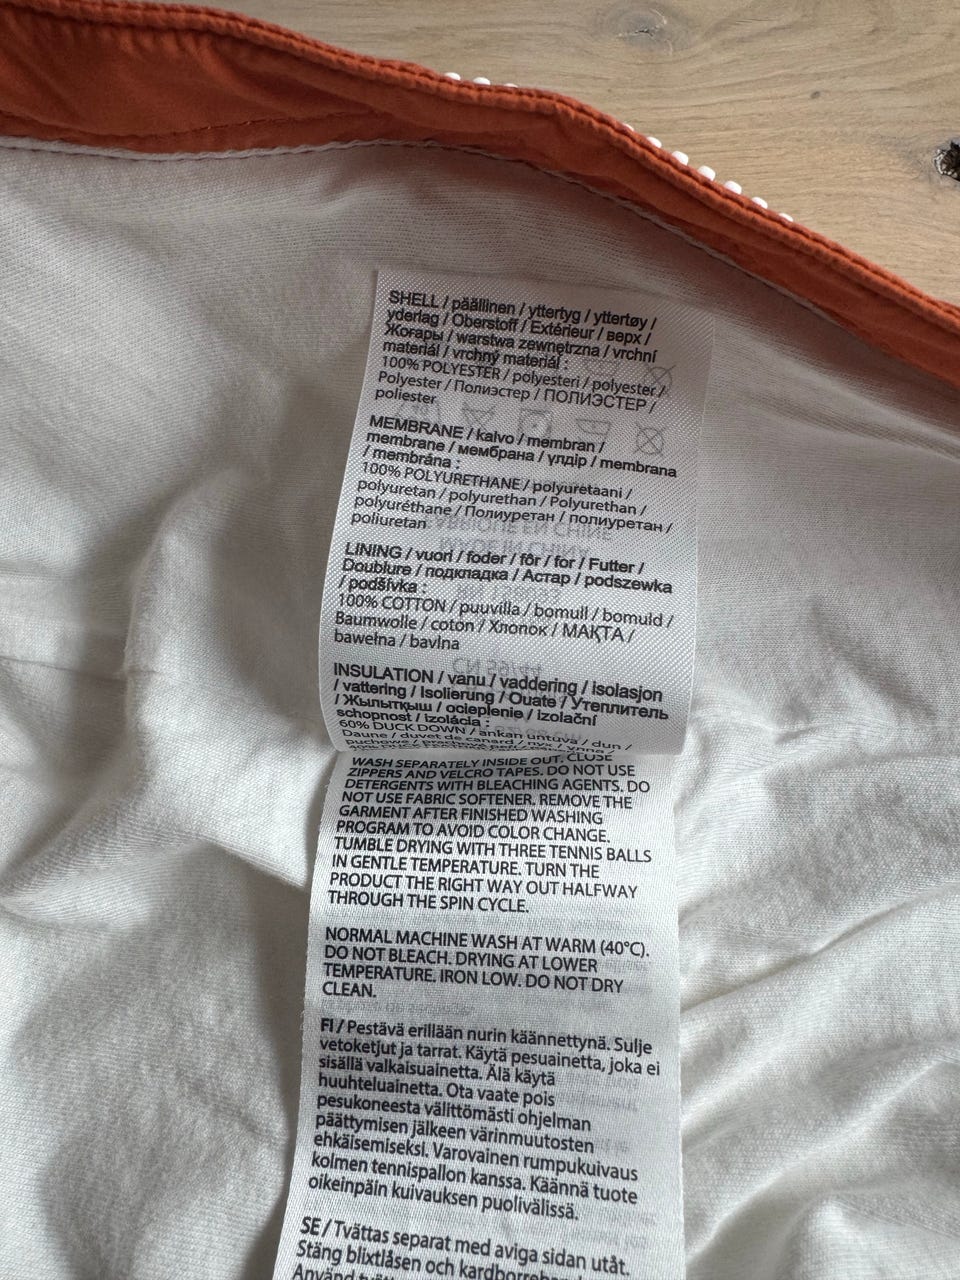 SHELL / päällinen / yttertyg / yttertøy /
yderlag / Oberstoff / Extérieur / верх /
Жоғары / warstwa zewnętrzna / vrchní
materiál / vrchný materiál :
100% POLYESTER / polyesteri / polyester /
Polyester / Полиэстер / ПОЛИЭСТЕР /
poliester
MEMBRANE / kalvo / membran /
membrane / мембрана / үлдір / membrana
/ membrána :
100% POLYURETHANE / polyuretaani /
polyuretan / polyurethan / Polyurethan /
polyuréthane / Полиуретан / полиуретан /
poliuretan
LINING / vuori / foder / fôr / for / Futter /
Doublure / подкладка / Астар / podszewka
/ podšívka :
100% COTTON / puuvilla / bomull / bomuld /
Baumwolle / coton / Хлопок / МАҚТА /
bawełna / bavlna
INSULATION / vanu / vaddering / isolasjon
/ vattering / Isolierung / Ouate / Утеплитель
/ Жылытқыш / ocieplenie / izolační
schopnost / izolácia :
60% DUCK DOWN / ankan untuva / dun /
Daune / duvet de canard / пух /
WASH SEPARATELY INSIDE OUT. CLOSE
ZIPPERS AND VELCRO TAPES. DO NOT USE
DETERGENTS WITH BLEACHING AGENTS. DO
NOT USE FABRIC SOFTENER. REMOVE THE
GARMENT AFTER FINISHED WASHING
PROGRAM TO AVOID COLOR CHANGE.
TUMBLE DRYING WITH THREE TENNIS BALLS
IN GENTLE TEMPERATURE. TURN THE
PRODUCT THE RIGHT WAY OUT HALFWAY
THROUGH THE SPIN CYCLE.
NORMAL MACHINE WASH AT WARM (40°C).
DO NOT BLEACH. DRYING AT LOWER
TEMPERATURE. IRON LOW. DO NOT DRY
CLEAN.
FI / Pestävä erillään nurin käännettynä. Sulje
vetoketjut ja tarrat. Käytä pesuainetta, joka ei
sisällä valkaisuainetta. Älä käytä
huuhteluainetta. Ota vaate pois
pesukoneesta välittömästi ohjelman
päättymisen jälkeen värinmuutosten
ehkäisemiseksi. Varovainen rumpukuivaus
kolmen tennispallon kanssa. Käännä tuote
oikeinpäin kuivauksen puolivälissä.
SE / Tvättas separat med aviga sidan utåt.
Stäng blixtlåsen och
Använd